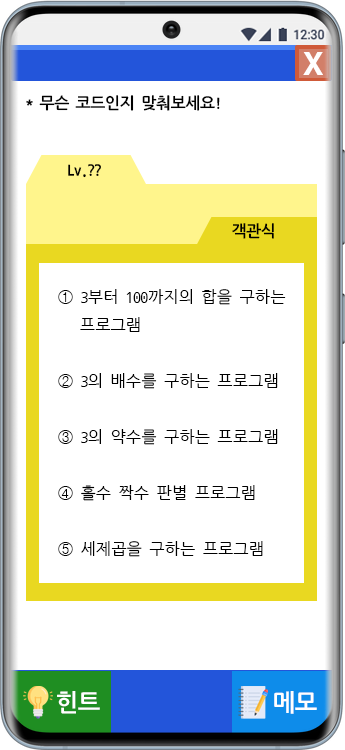 12:30
X
* 무슨 코드인지 맞춰보세요!
Lv.??
객관식
① 3부터 100까지의 합을 구하는
프로그램
② 3의 배수를 구하는 프로그램
③ 3의 약수를 구하는 프로그램
④ 홀수 짝수 판별 프로그램
⑤ 세제곱을 구하는 프로그램
힌트
메모